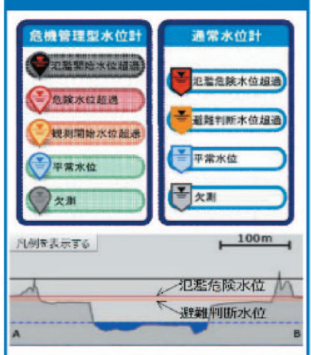 危機管理型水位計
氾濫開始水位超過
危険水位超過
観測開始水位超過
平常水位
欠測
通常水位計
氾濫危険水位超過
避難判断水位超過
平常水位
欠測
凡例を表示する
100m
氾濫危険水位
避難判断水位
A
B